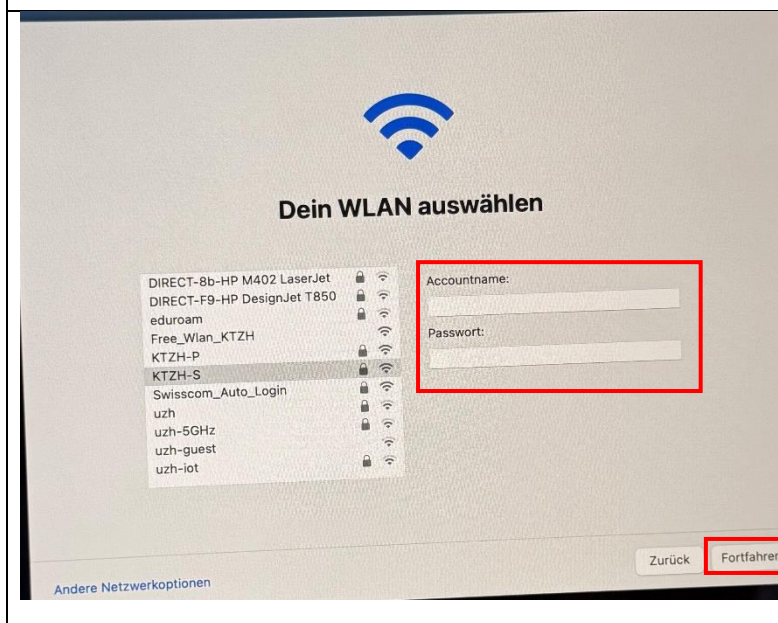 Dein WLAN auswählen
DIRECT-8b-HP M402 LaserJet
DIRECT-F9-HP DesignJet T850
eduroam
Free_Wlan_KTZH
KTZH-P
KTZH-S
Swisscom_Auto_Login
uzh
uzh-5GHz
uzh-guest
uzh-iot
Accountname:
Passwort:
Andere Netzwerkoptionen
Zurück
Fortfahren